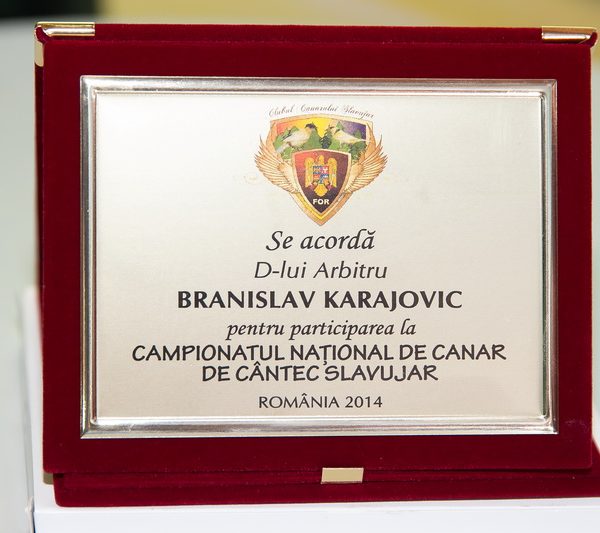 Clubul Canarului Slavujar
FOR
Se acordă
D-lui Arbitru
BRANISLAV KARAJOVIC
pentru participarea la
CAMPIONATUL NAȚIONAL DE CANAR
DE CÂNTEC SLAVUJAR
ROMÂNIA 2014